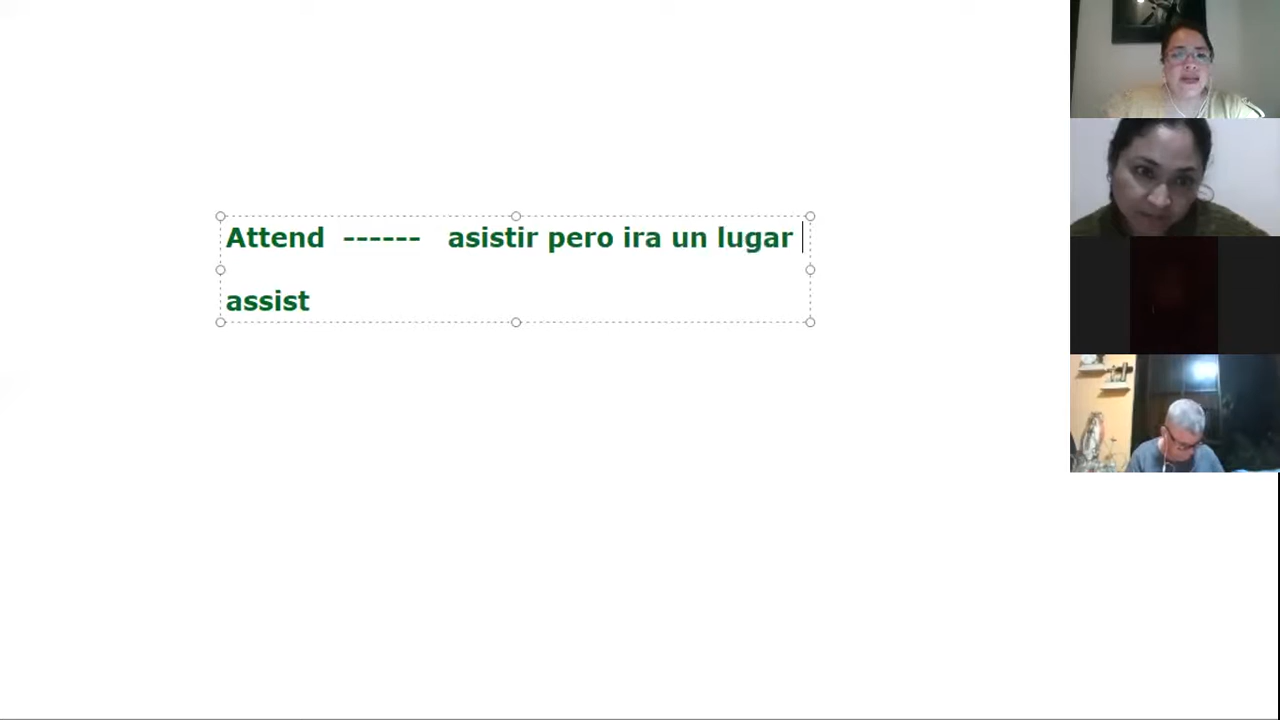 Attend ------ asistir pero ira un lugar
assist